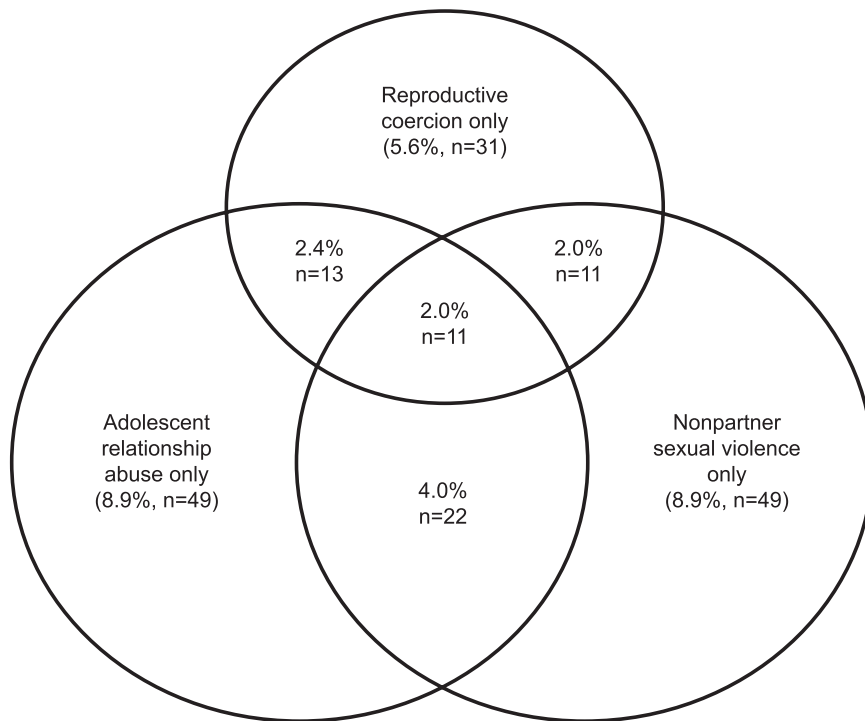 Reproductive
coercion only
(5.6%, n=31)
2.4%
n=13
2.0%
n=11
2.0%
n=11
Adolescent
relationship
abuse only
(8.9%, n=49)
Nonpartner
sexual violence
only
(8.9%, n=49)
4.0%
n=22